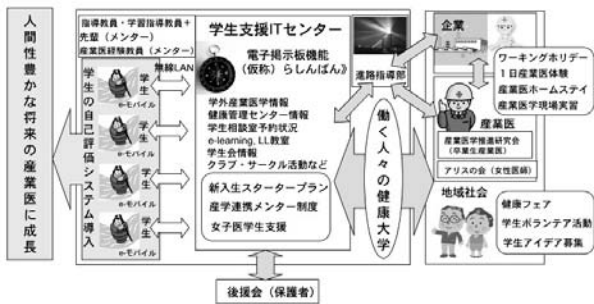 人間性豊かな将来の産業医に成長
指導教員・学習指導教員＋
先輩（メンター）
産業医経験教員（メンター）
学生の自己評価システム導入
学生
e-モバイル
学生
e-モバイル
学生
e-モバイル
学生
e-モバイル
無線LAN
学生支援ITセンター
電子掲示板機能
（仮称）らしんばん》
学外産業医学情報
健康管理センター情報
学生相談室予約状況
e-learning, LL教室
学生会情報
クラブ・サークル活動など
新入生スタータープラン
産学連携メンター制度
女子医学生支援
後援会（保護者）
進路指導部
働く人々の健康大学
企業
ワーキングホリデー
１日産業医体験
産業医ホームステイ
産業医学現場実習
産業医
産業医学推進研究会
（卒業生産業医）
アリスの会（女性医師）
地域社会
健康フェア
学生ボランテア活動
学生アイデア募集